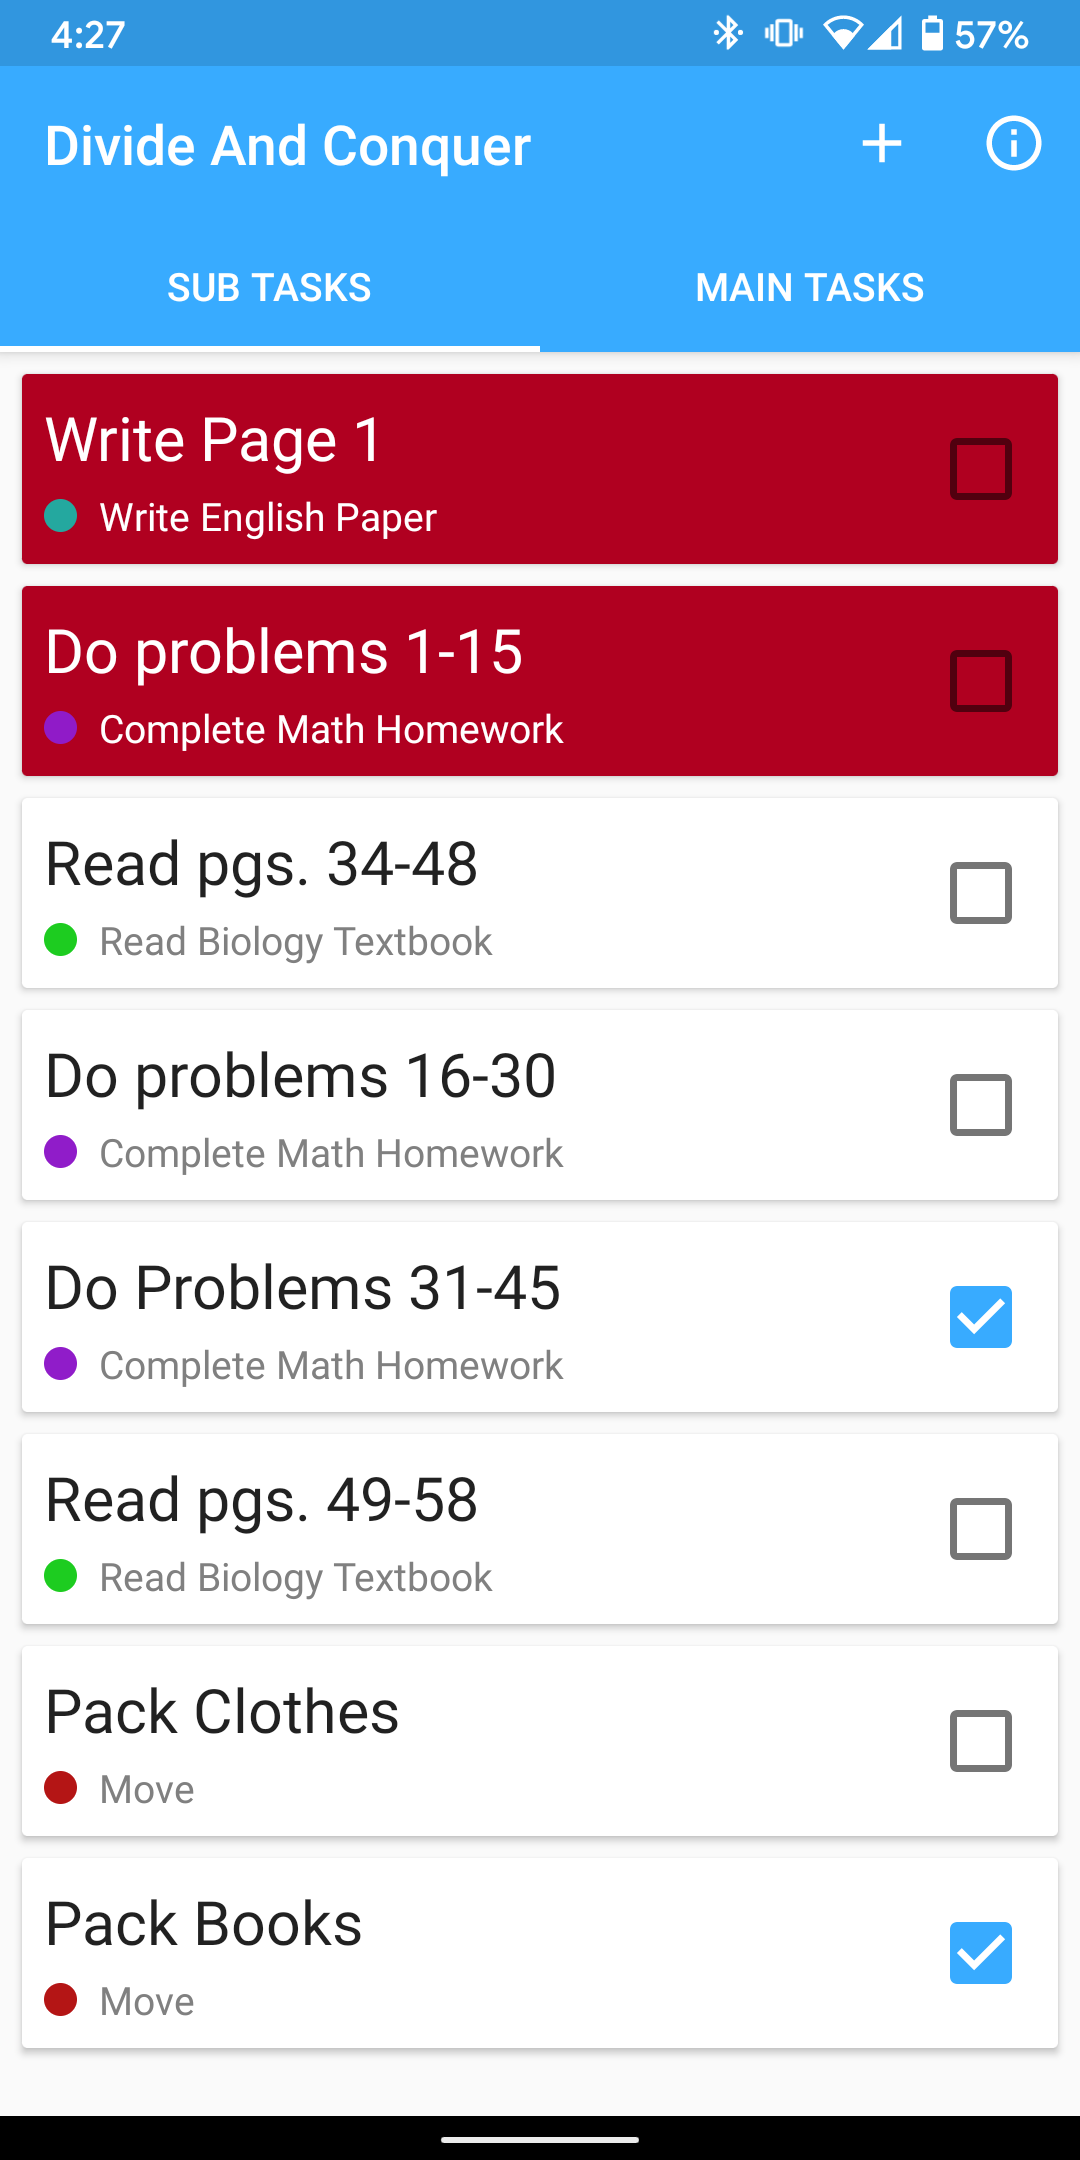 4:27
57%
Divide And Conquer
SUB TASKS
MAIN TASKS
Write Page 1
Write English Paper
Do problems 1-15
Complete Math Homework
Read pgs. 34-48
Read Biology Textbook
Do problems 16-30
Complete Math Homework
Do Problems 31-45
Complete Math Homework
Read pgs. 49-58
Read Biology Textbook
Pack Clothes
Move
Pack Books
Move